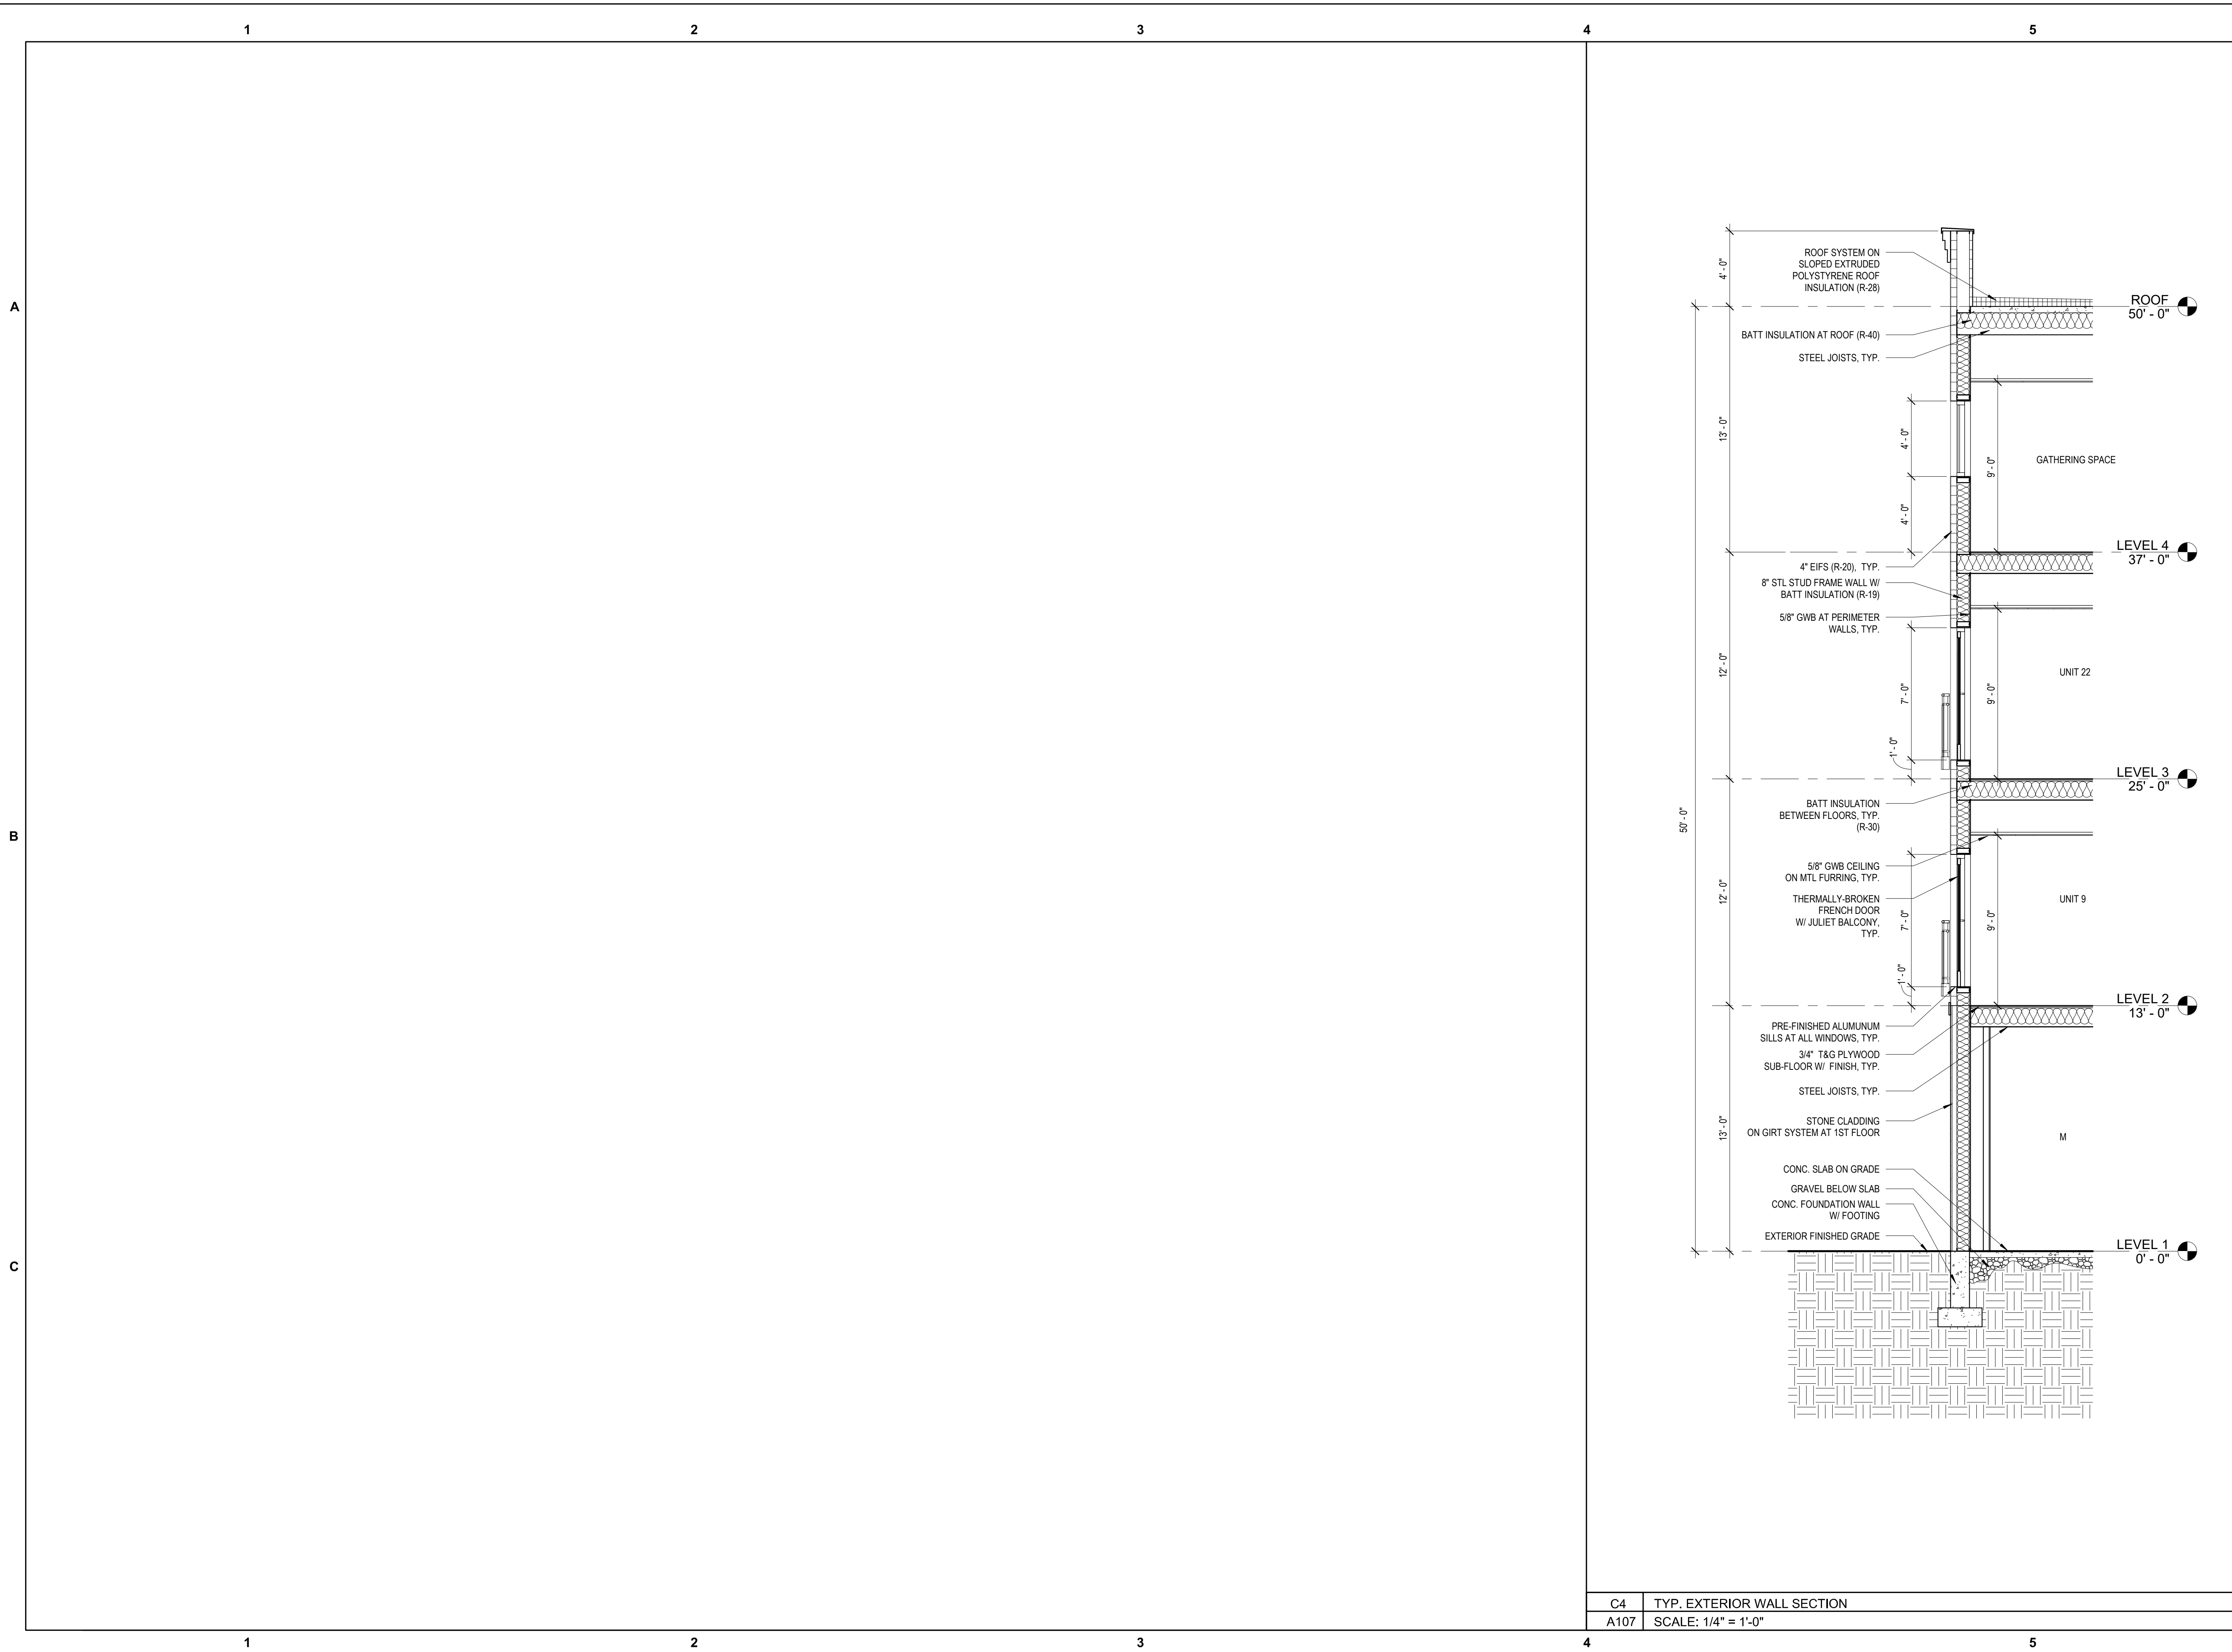 1 2 3 4 5
A
B
C
4' - 0"
13' - 0"
12' - 0"
12' - 0"
13' - 0"
50' - 0"
ROOF SYSTEM ON
SLOPED EXTRUDED
POLYSTYRENE ROOF
INSULATION (R-28)
BATT INSULATION AT ROOF (R-40)
STEEL JOISTS, TYP.
4' - 0"
4' - 0"
9' - 0"
GATHERING SPACE
4" EIFS (R-20), TYP.
8" STL STUD FRAME WALL W/
BATT INSULATION (R-19)
5/8" GWB AT PERIMETER
WALLS, TYP.
7' - 0"
1' - 0"
9' - 0"
UNIT 22
BATT INSULATION
BETWEEN FLOORS, TYP.
(R-30)
5/8" GWB CEILING
ON MTL FURRING, TYP.
THERMALLY-BROKEN
FRENCH DOOR
W/ JULIET BALCONY,
TYP.
7' - 0"
1' - 0"
9' - 0"
UNIT 9
PRE-FINISHED ALUMUNUM
SILLS AT ALL WINDOWS, TYP.
3/4" T&G PLYWOOD
SUB-FLOOR W/ FINISH, TYP.
STEEL JOISTS, TYP.
STONE CLADDING
ON GIRT SYSTEM AT 1ST FLOOR
M
CONC. SLAB ON GRADE
GRAVEL BELOW SLAB
CONC. FOUNDATION WALL
W/ FOOTING
EXTERIOR FINISHED GRADE
ROOF
50' - 0"
LEVEL 4
37' - 0"
LEVEL 3
25' - 0"
LEVEL 2
13' - 0"
LEVEL 1
0' - 0"
C4 TYP. EXTERIOR WALL SECTION
A107 SCALE: 1/4" = 1'-0"
1 2 3 4 5